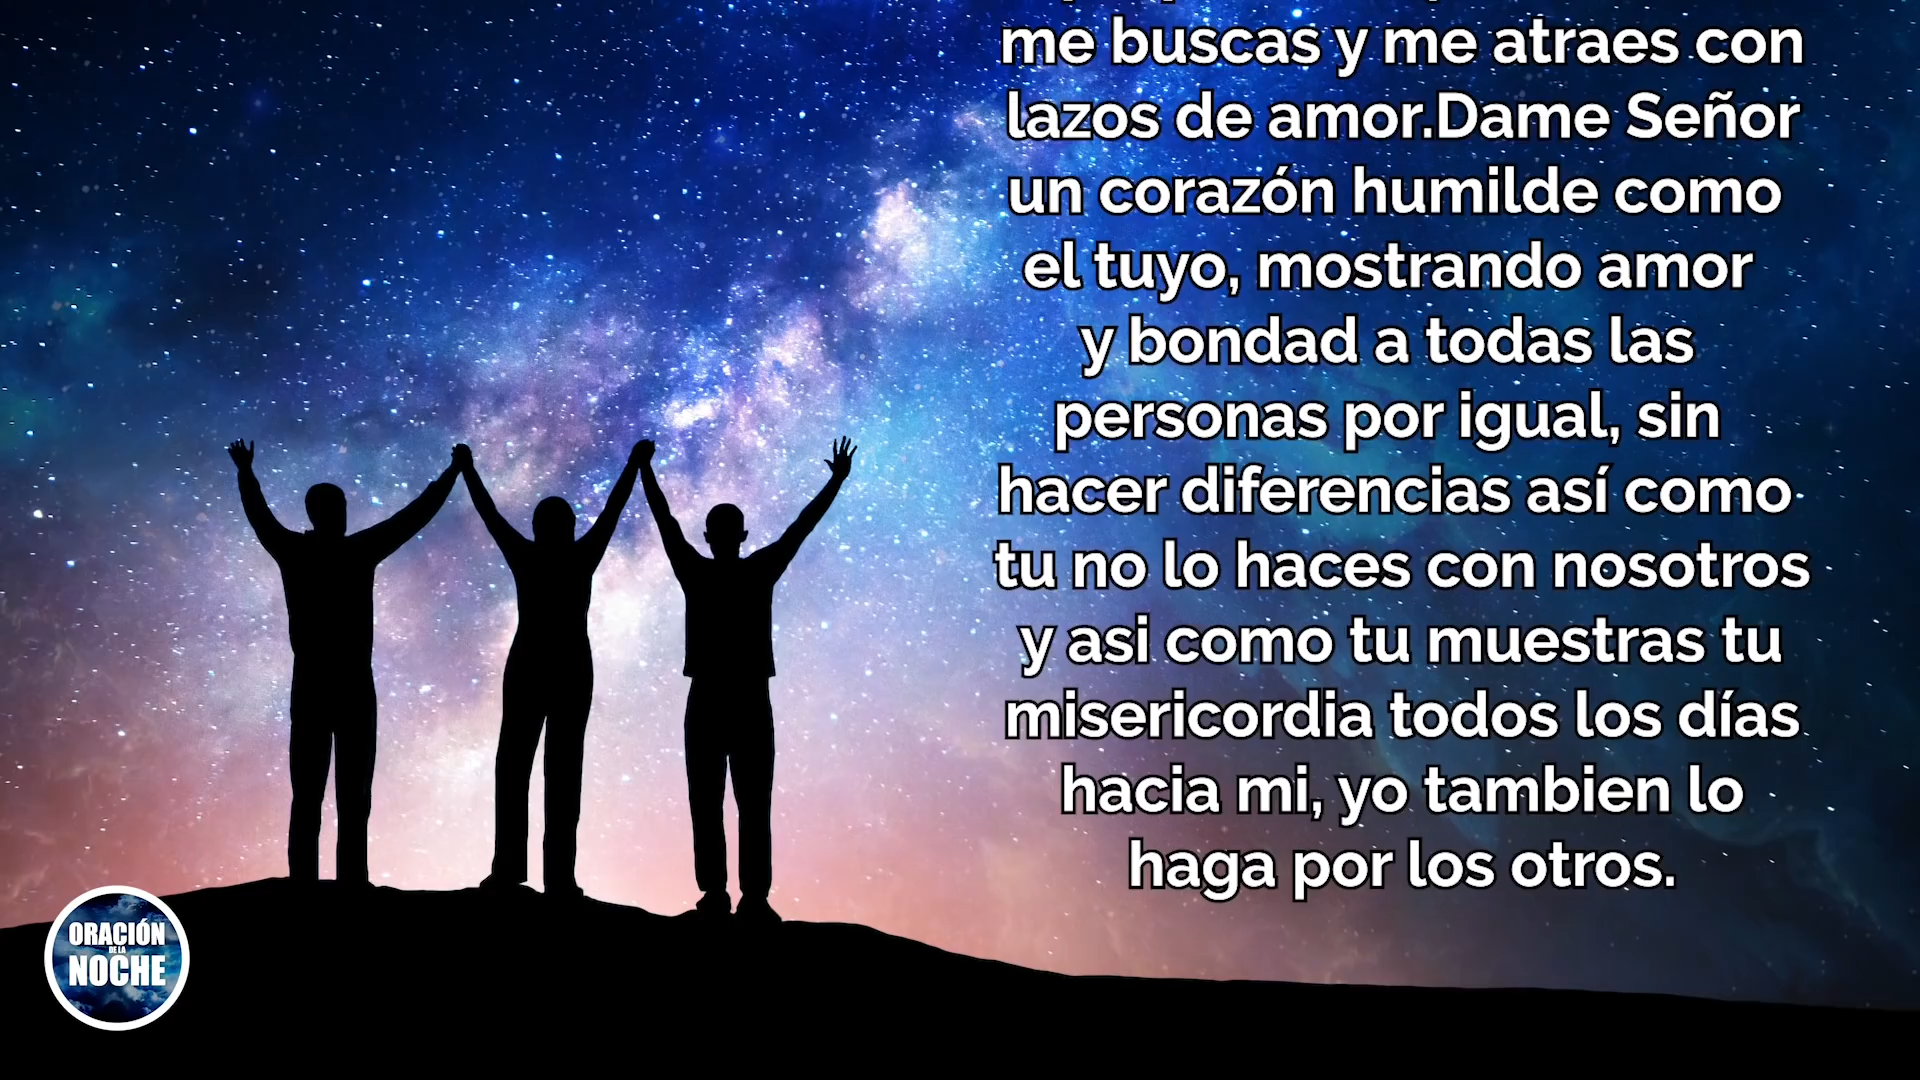 me buscas y me atraes con
lazos de amor.Dame Señor
un corazón humilde como
el tuyo, mostrando amor
y bondad a todas las
personas por igual, sin
hacer diferencias así como
tu no lo haces con nosotros
y asi como tu muestras tu
misericordia todos los días
hacia mi, yo tambien lo
haga por los otros.
ORACIÓN
DE LA
NOCHE